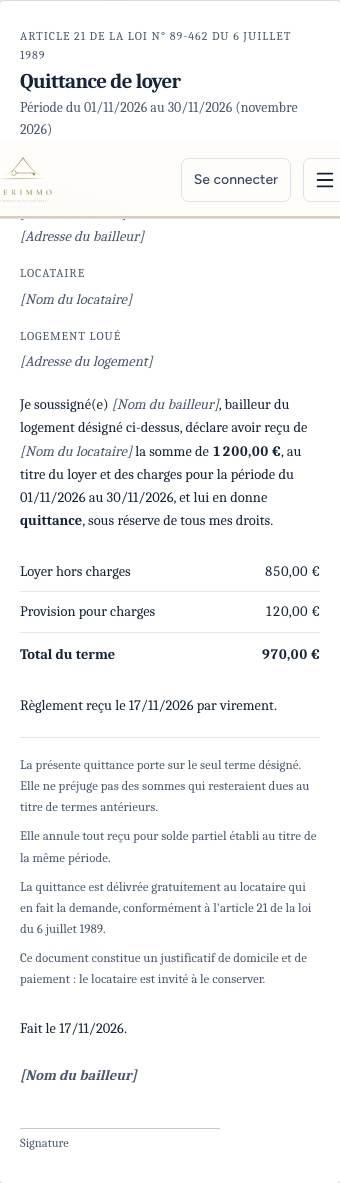 ARTICLE 21 DE LA LOI N° 89-462 DU 6 JUILLET
1989
Quittance de loyer
Période du 01/11/2026 au 30/11/2026 (novembre
2026)
ERIMMO
Se connecter
[Adresse du bailleur]
LOCATAIRE
[Nom du locataire]
LOGEMENT LOUÉ
[Adresse du logement]
Je soussigné(e) [Nom du bailleur], bailleur du
logement désigné ci-dessus, déclare avoir reçu de
[Nom du locataire] la somme de 1 200,00 €, au
titre du loyer et des charges pour la période du
01/11/2026 au 30/11/2026, et lui en donne
quittance, sous réserve de tous mes droits.
Loyer hors charges 850,00 €
Provision pour charges 120,00 €
Total du terme 970,00 €
Règlement reçu le 17/11/2026 par virement.
La présente quittance porte sur le seul terme désigné.
Elle ne préjuge pas des sommes qui resteraient dues au
titre de termes antérieurs.
Elle annule tout reçu pour solde partiel établi au titre de
la même période.
La quittance est délivrée gratuitement au locataire qui
en fait la demande, conformément à l'article 21 de la loi
du 6 juillet 1989.
Ce document constitue un justificatif de domicile et de
paiement : le locataire est invité à le conserver.
Fait le 17/11/2026.
[Nom du bailleur]
Signature